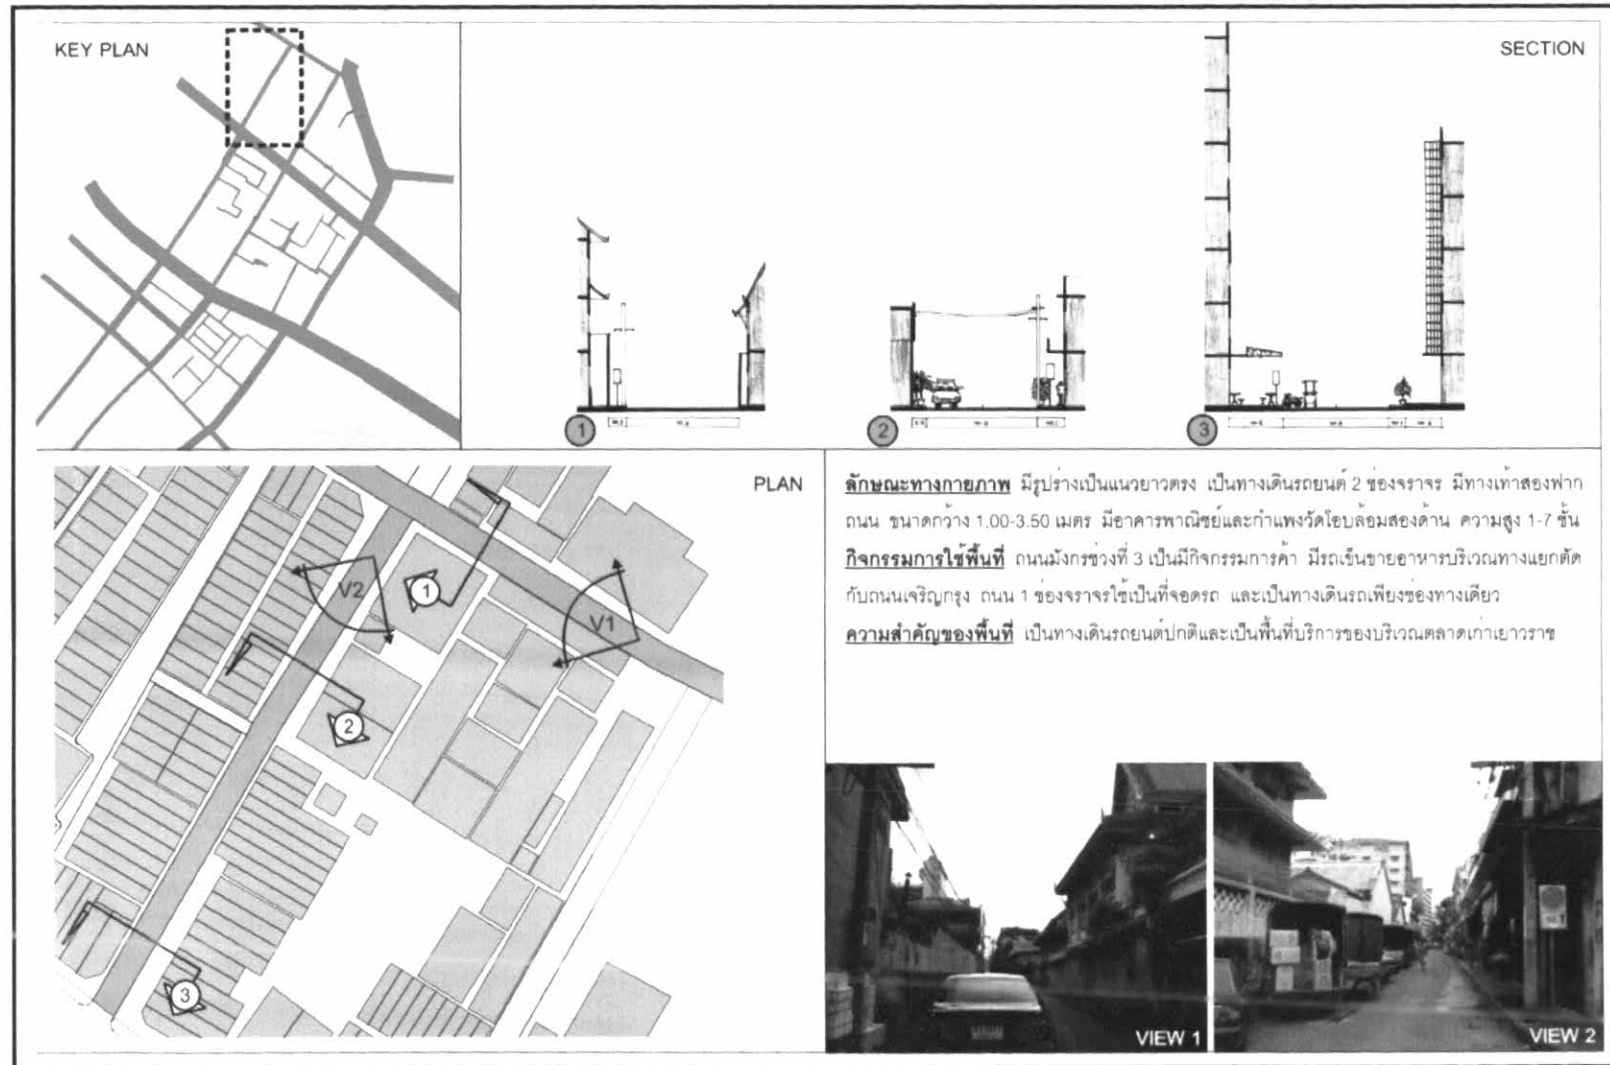 KEY PLAN
SECTION
1
2
3
PLAN
V2
1
V1
2
3
ลักษณะทางกายภาพ มีรูปร่างเป็นแนวยาวตรง เป็นทางเดินรถยนต์ 2 ช่องจราจร มีทางเท้าสองฟาก
ถนน ขนาดกว้าง 1.00-3.50 เมตร มีอาคารพาณิชย์และกำแพงวัดโอบล้อมสองด้าน ความสูง 1-7 ชั้น
กิจกรรมการใช้พื้นที่ ถนนมังกรช่วงที่ 3 เป็นมีกิจกรรมการค้า มีรถเข็นขายอาหารบริเวณทางแยกตัด
กับถนนเจริญกรุง ถนน 1 ช่องจราจรใช้เป็นที่จอดรถ และเป็นทางเดินรถเพียงช่องทางเดียว
ความสำคัญของพื้นที่ เป็นทางเดินรถยนต์ปกติและเป็นพื้นที่บริการของบริเวณตลาดเก่าเยาวราช
VIEW 1
VIEW 2